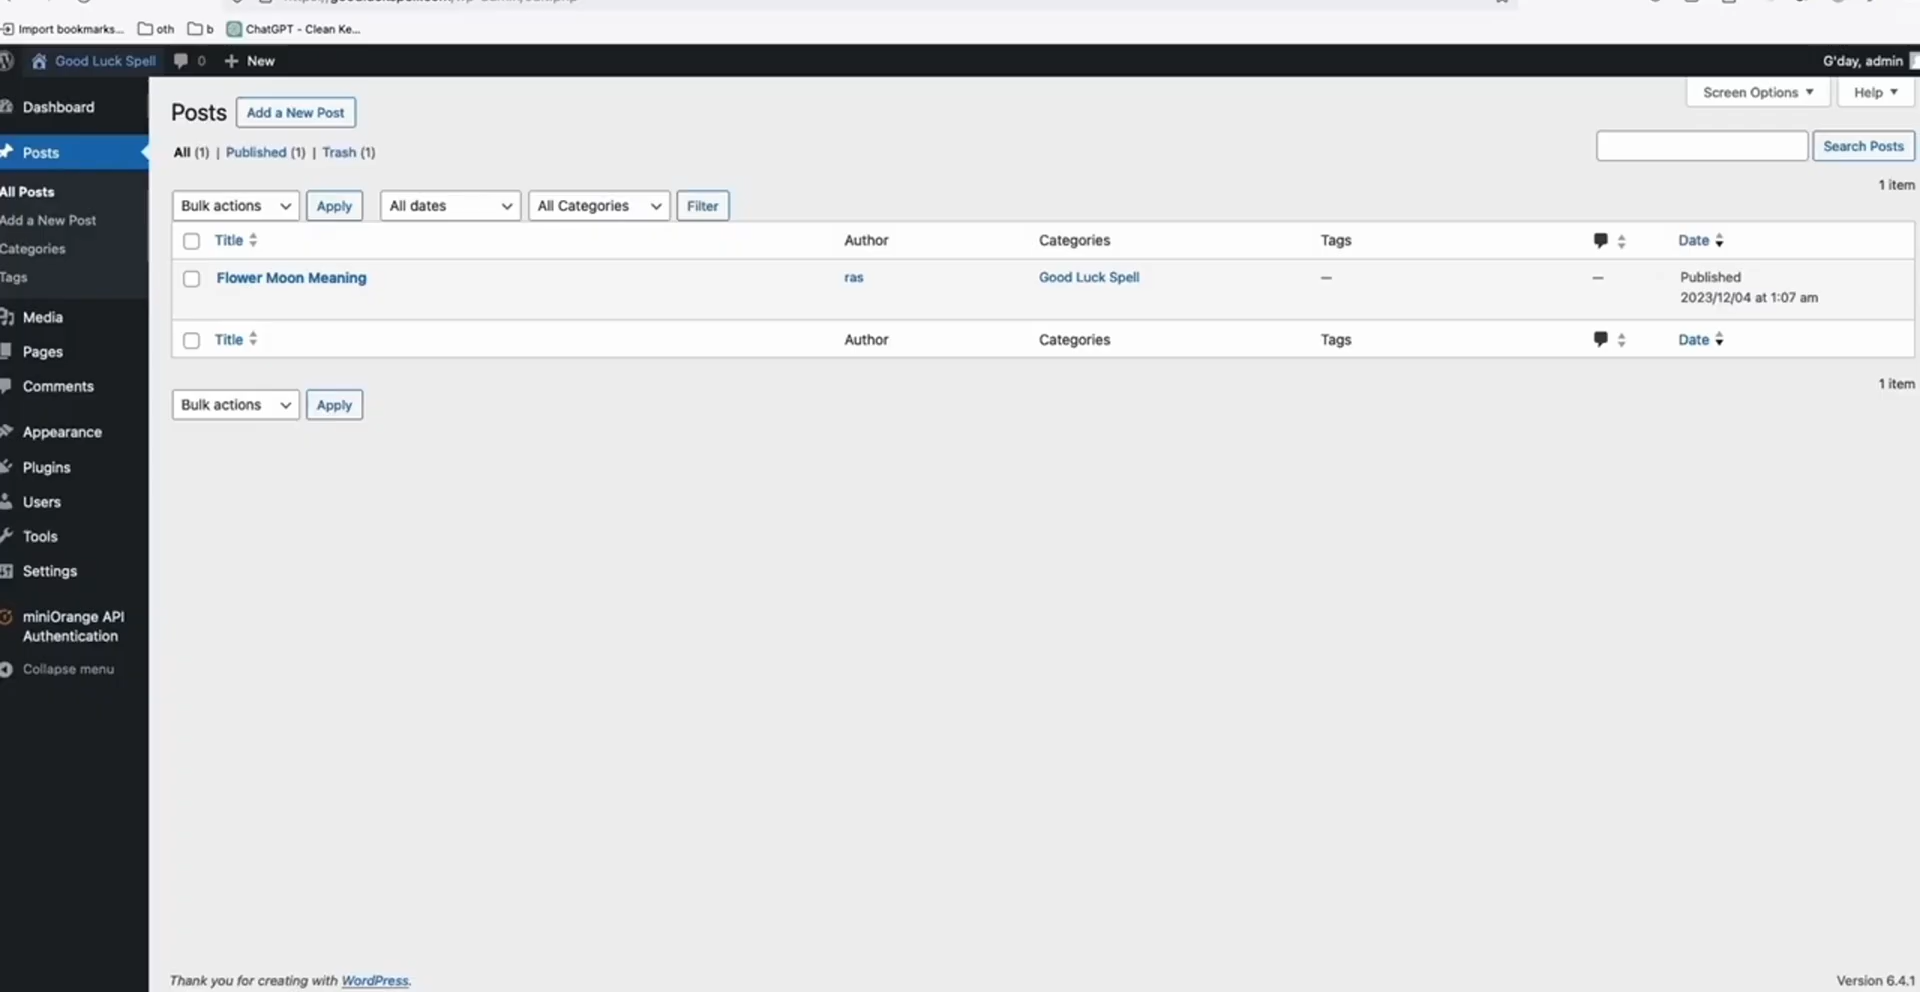 Import bookmarks... oth b ChatGPT - Clean Ke...
Good Luck Spell 0 + New G'day, admin
Dashboard
Posts
All Posts
Add a New Post
Categories
Tags
Media
Pages
Comments
Appearance
Plugins
Users
Tools
Settings
miniOrange API
Authentication
Collapse menu
Screen Options Help
Posts Add a New Post
All (1) | Published (1) | Trash (1)
Search Posts
1 item
Bulk actions Apply All dates All Categories Filter
Title Author Categories Tags Date
Flower Moon Meaning ras Good Luck Spell — — Published
2023/12/04 at 1:07 am
Title Author Categories Tags Date
1 item
Bulk actions Apply
Thank you for creating with WordPress. Version 6.4.1